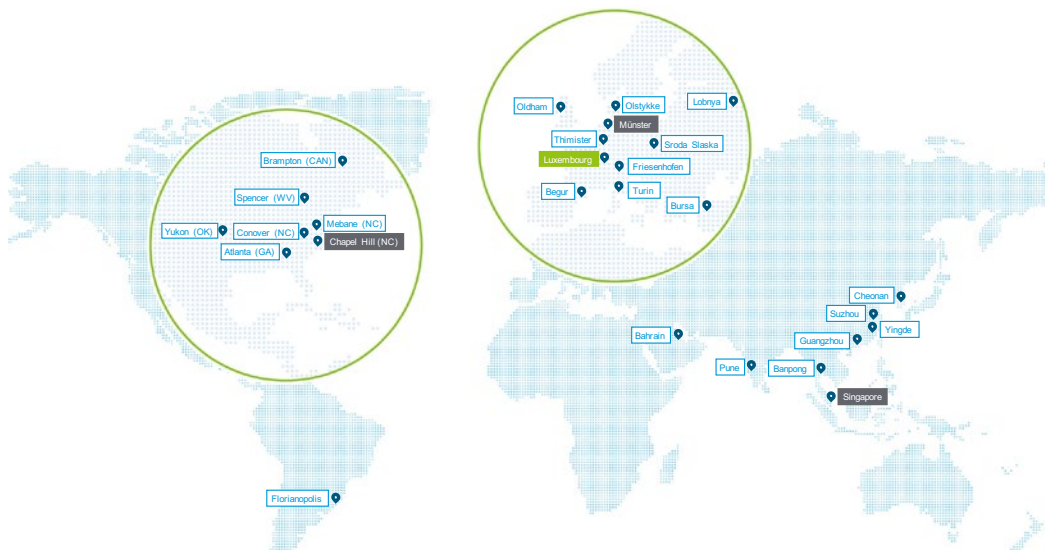 Oldham
Olstykke
Lobnya
Münster
Thimister
Sroda Slaska
Luxembourg
Friesenhofen
Begur
Turin
Bursa
Brampton (CAN)
Spencer (WV)
Mebane (NC)
Yukon (OK)
Conover (NC)
Chapel Hill (NC)
Atlanta (GA)
Cheonan
Suzhou
Yingde
Bahrain
Guangzhou
Pune
Banpong
Singapore
Florianopolis